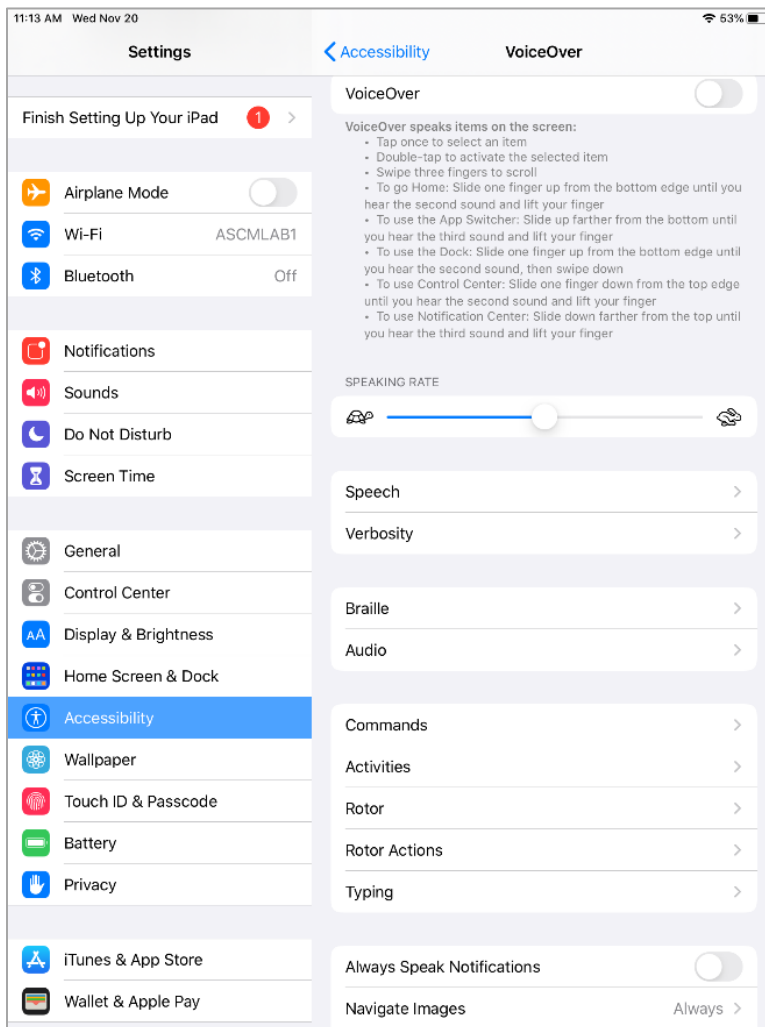 11:13 AM Wed Nov 20
53%
Settings
Finish Setting Up Your iPad 1
Airplane Mode
Wi-Fi ASCMLAB1
Bluetooth Off
Notifications
Sounds
Do Not Disturb
Screen Time
General
Control Center
AA Display & Brightness
Home Screen & Dock
Accessibility
Wallpaper
Touch ID & Passcode
Battery
Privacy
iTunes & App Store
Wallet & Apple Pay
Accessibility VoiceOver
VoiceOver
VoiceOver speaks items on the screen:
• Tap once to select an item
• Double-tap to activate the selected item
• Swipe three fingers to scroll
• To go Home: Slide one finger up from the bottom edge until you
hear the second sound and lift your finger
• To use the App Switcher: Slide up farther from the bottom until
you hear the third sound and lift your finger
• To use the Dock: Slide one finger up from the bottom edge until
you hear the second sound, then swipe down
• To use Control Center: Slide one finger down from the top edge
until you hear the second sound and lift your finger
• To use Notification Center: Slide down farther from the top until
you hear the third sound and lift your finger
SPEAKING RATE
Speech
Verbosity
Braille
Audio
Commands
Activities
Rotor
Rotor Actions
Typing
Always Speak Notifications
Navigate Images Always